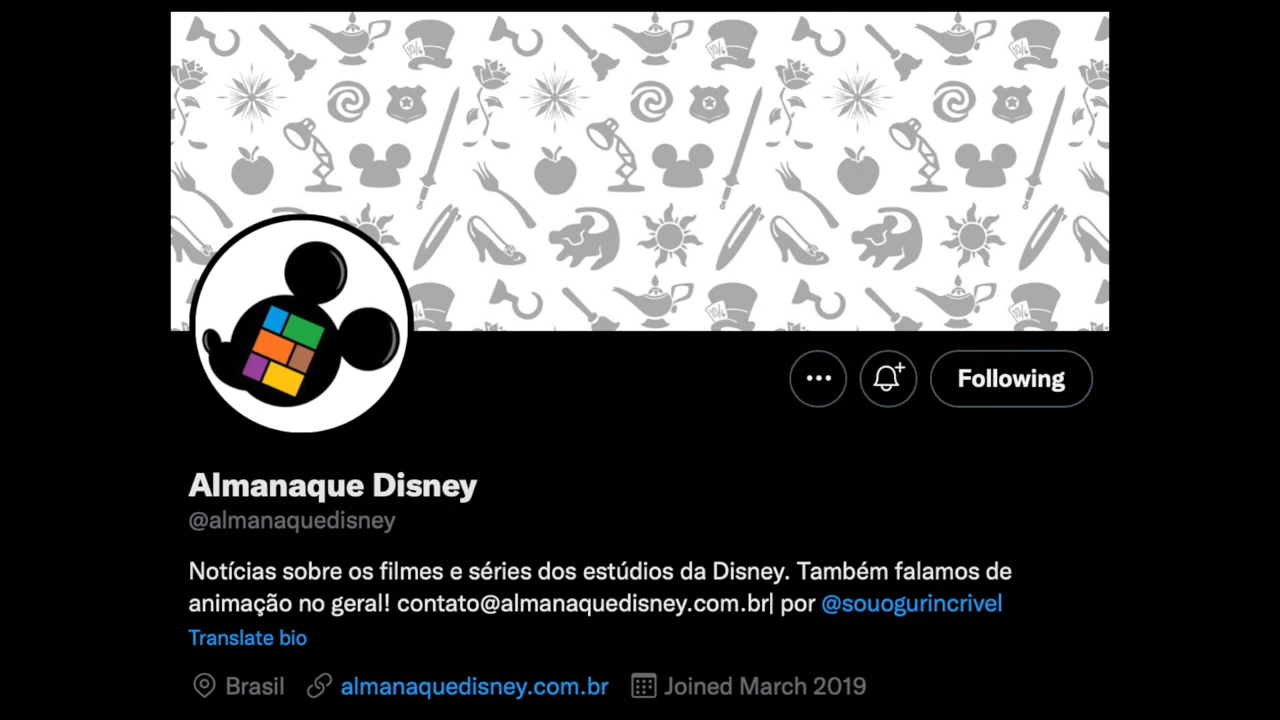 Following
Almanaque Disney
@almanaquedisney
Notícias sobre os filmes e séries dos estúdios da Disney. Também falamos de
animação no geral! contato@almanaquedisney.com.br| por @souogurincrivel
Translate bio
Brasil almanaquedisney.com.br Joined March 2019